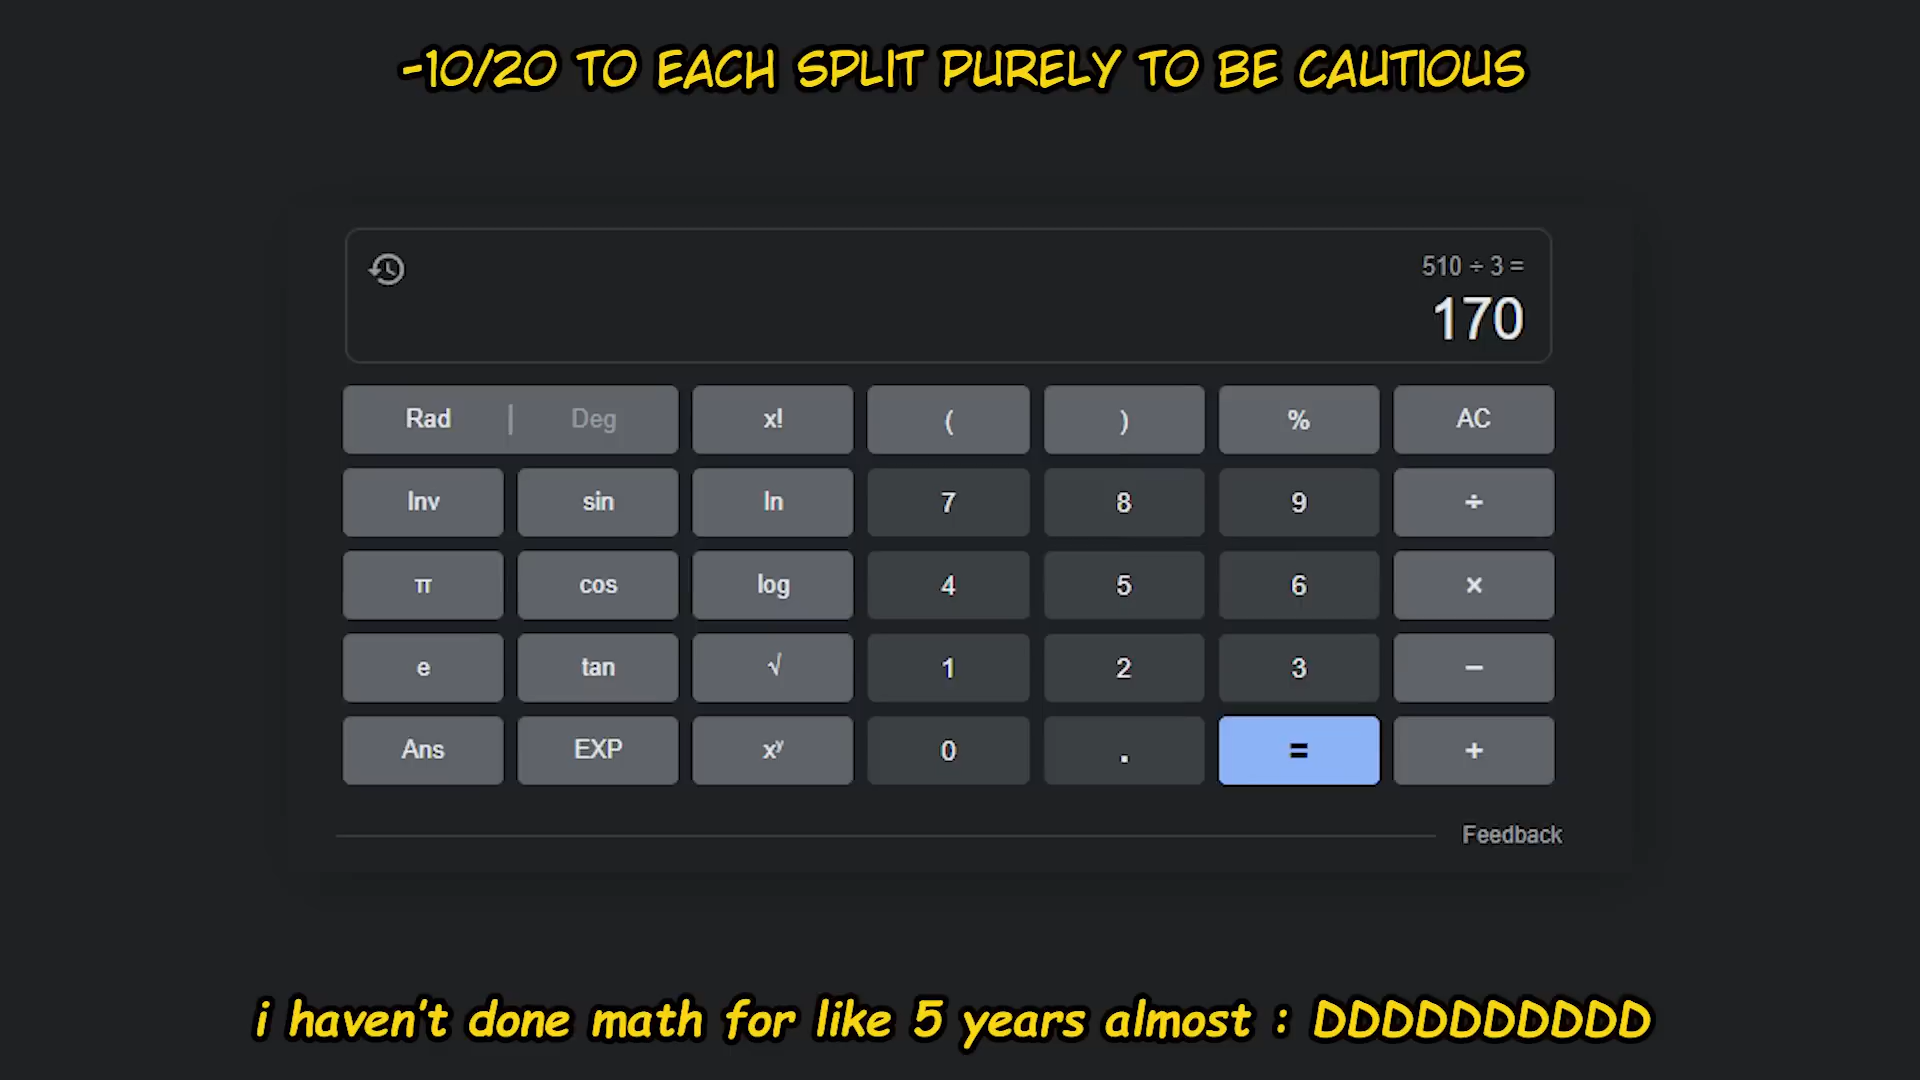 -10/20 TO EACH SPLIT PURELY TO BE CAUTIOUS
510 ÷ 3 =
170
Rad | Deg x! ( ) % AC
Inv sin ln 7 8 9 ÷
π cos log 4 5 6 ×
e tan √ 1 2 3 −
Ans EXP xʸ 0 . = +
Feedback
i haven't done math for like 5 years almost : DDDDDDDDDD